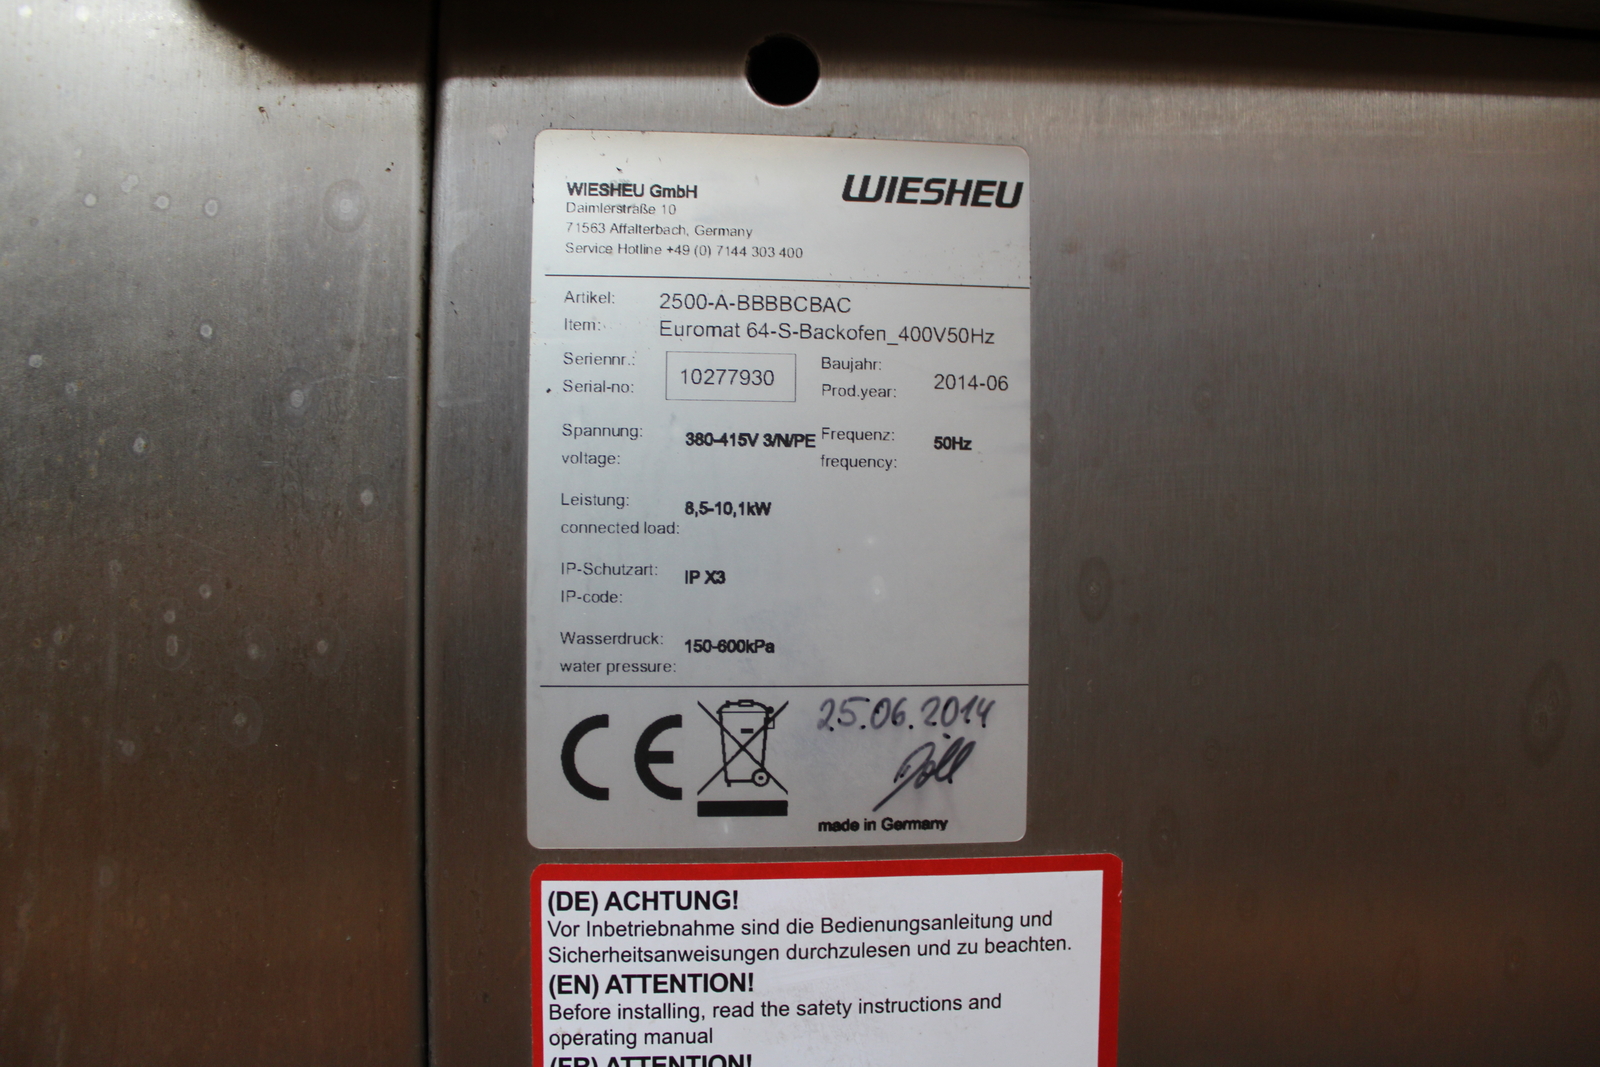 WIESHEU GmbH
Daimlerstraße 10
71563 Affalterbach, Germany
Service Hotline +49 (0) 7144 303 400
WIESHEU
Artikel: 2500-A-BBBBCBAC
Item: Euromat 64-S-Backofen_400V50Hz
Seriennr.:
Serial-no: 10277930
Baujahr:
Prod.year: 2014-06
Spannung:
voltage: 380-415V 3/N/PE
Frequenz:
frequency: 50Hz
Leistung:
connected load: 8,5-10,1kW
IP-Schutzart:
IP-code: IP X3
Wasserdruck:
water pressure: 150-600kPa
CE
25.06.2014
made in Germany
(DE) ACHTUNG!
Vor Inbetriebnahme sind die Bedienungsanleitung und
Sicherheitsanweisungen durchzulesen und zu beachten.
(EN) ATTENTION!
Before installing, read the safety instructions and
operating manual
(FR) ATTENTION!